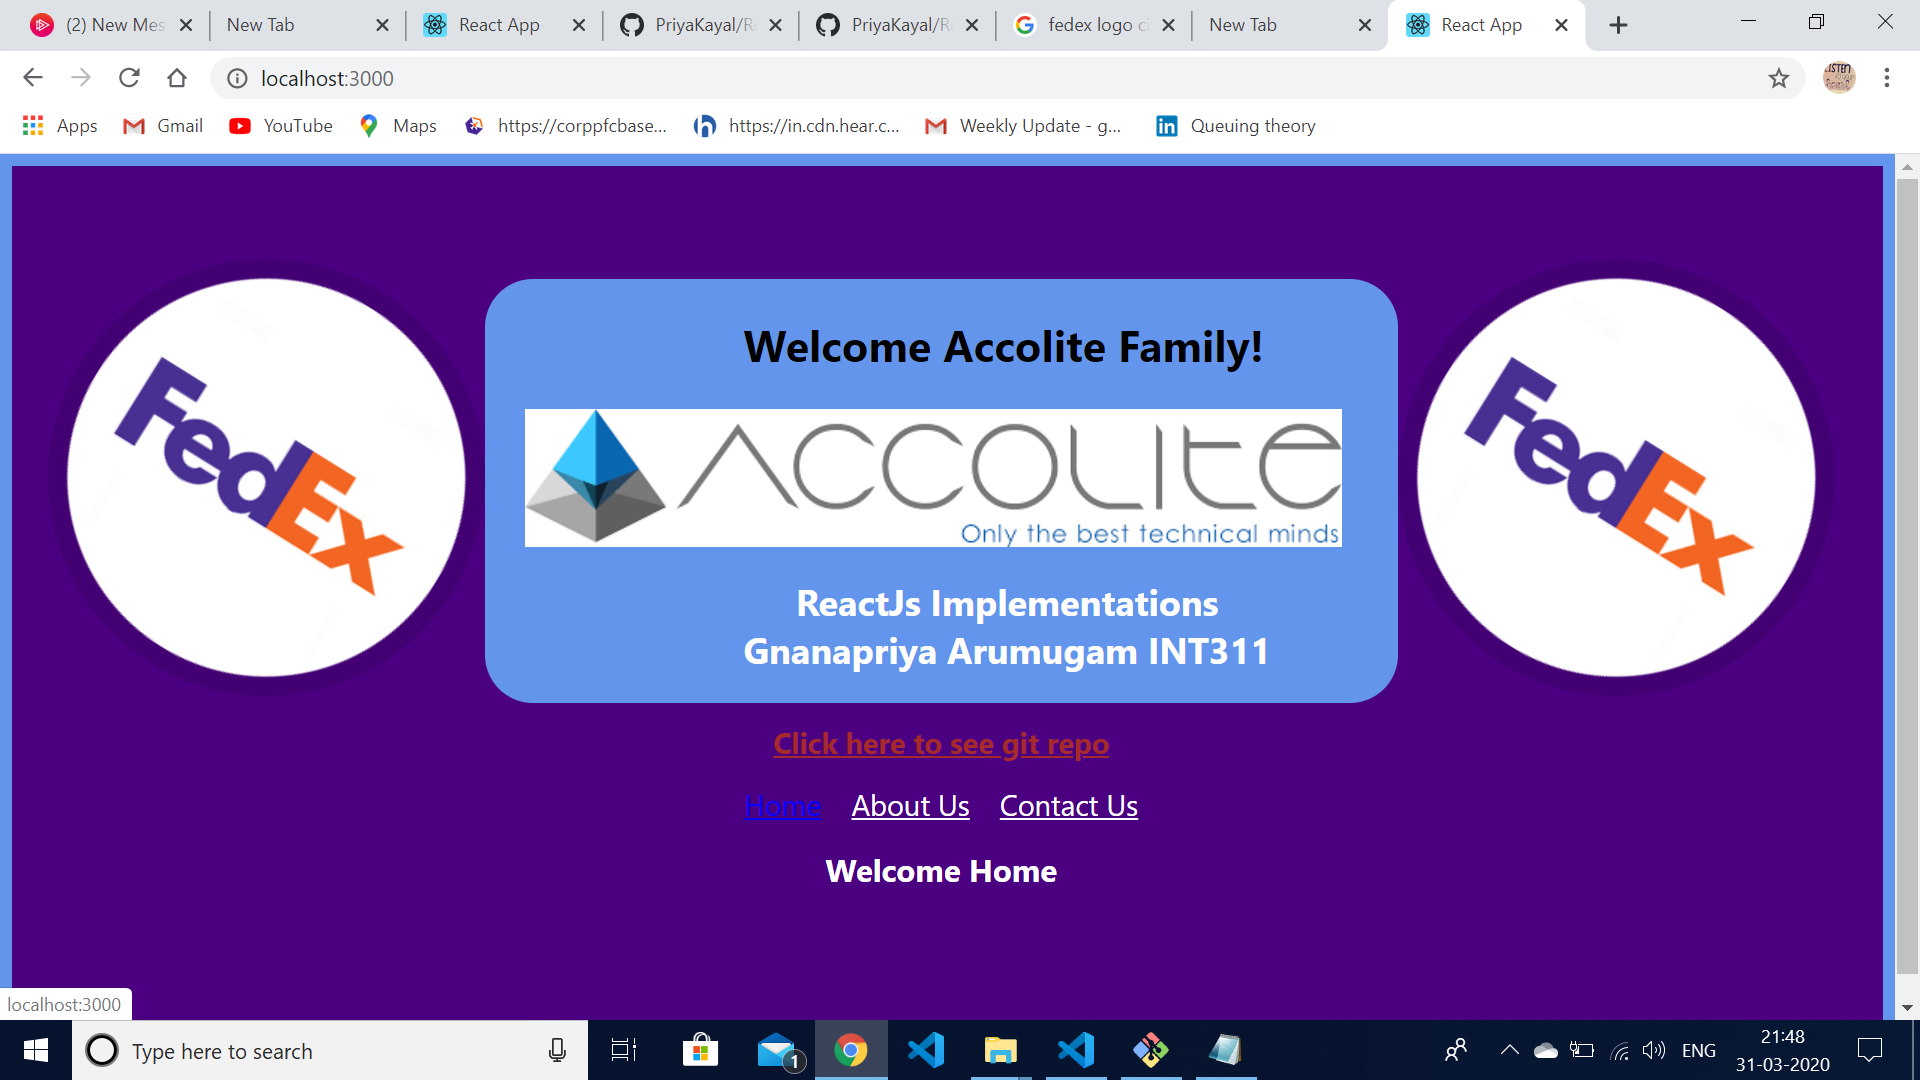 (2) New Mes
New Tab
React App
PriyaKayal/Re
PriyaKayal/Re
fedex logo ci
New Tab
React App
localhost:3000
Apps
Gmail
YouTube
Maps
https://corppfcbase...
https://in.cdn.hear.c...
Weekly Update - g...
Queuing theory
Welcome Accolite Family!
FedEx
ACCOLITE
Only the best technical minds
FedEx
ReactJs Implementations
Gnanapriya Arumugam INT311
Click here to see git repo
Home About Us Contact Us
Welcome Home
localhost:3000
Type here to search
1
ENG
21:48
31-03-2020